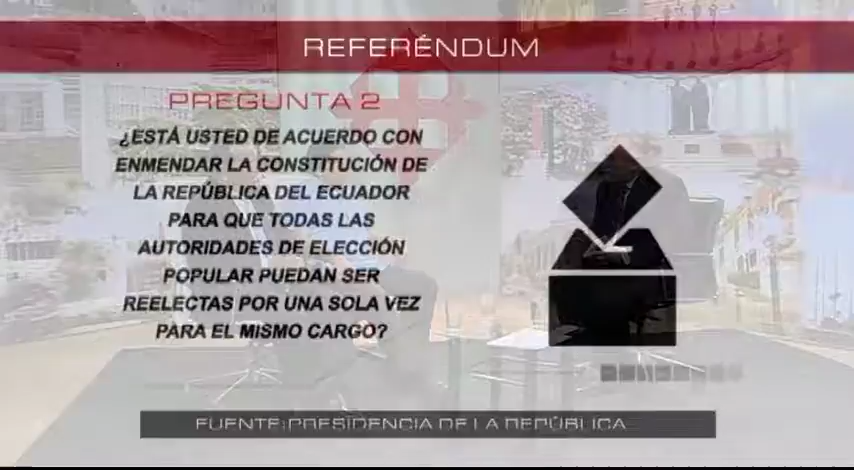 REFERÉNDUM
PREGUNTA 2
¿ESTÁ USTED DE ACUERDO CON
ENMENDAR LA CONSTITUCIÓN DE
LA REPÚBLICA DEL ECUADOR
PARA QUE TODAS LAS
AUTORIDADES DE ELECCIÓN
POPULAR PUEDAN SER
REELECTAS POR UNA SOLA VEZ
PARA EL MISMO CARGO?
FUENTE: PRESIDENCIA DE LA REPÚBLICA